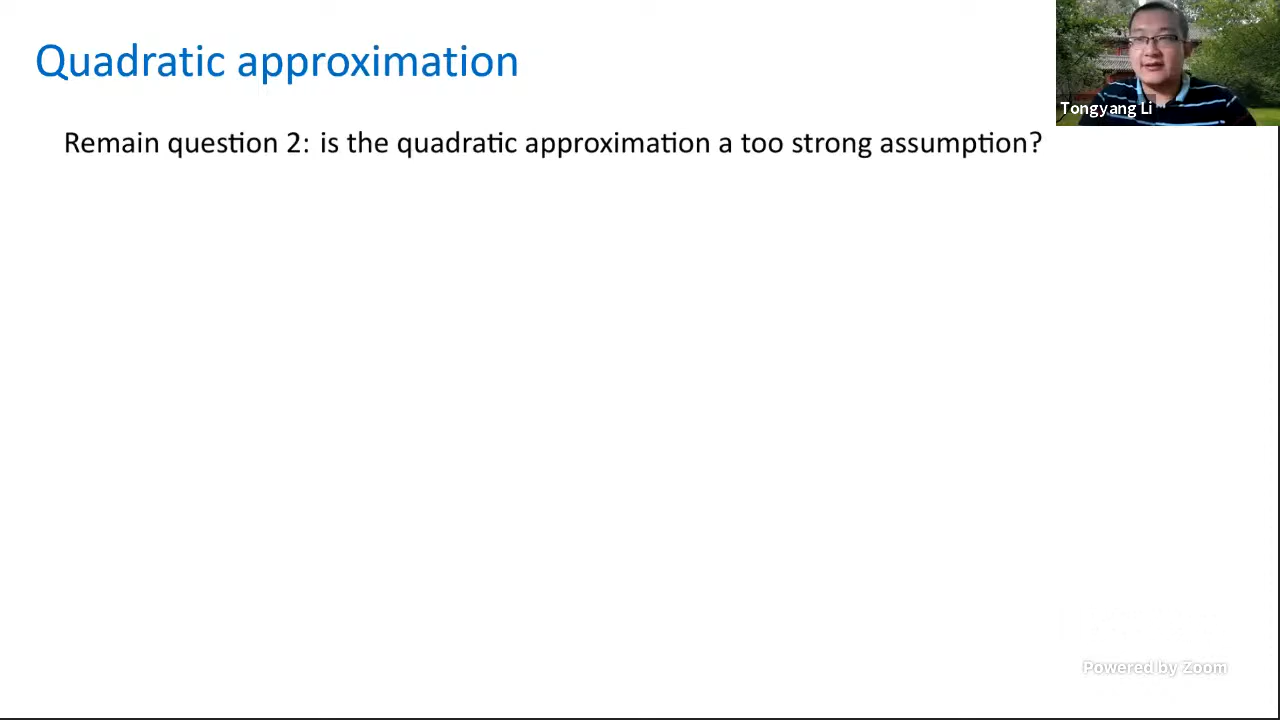 Quadratic approximation
Tongyang Li
Remain question 2: is the quadratic approximation a too strong assumption?
Powered by Zoom